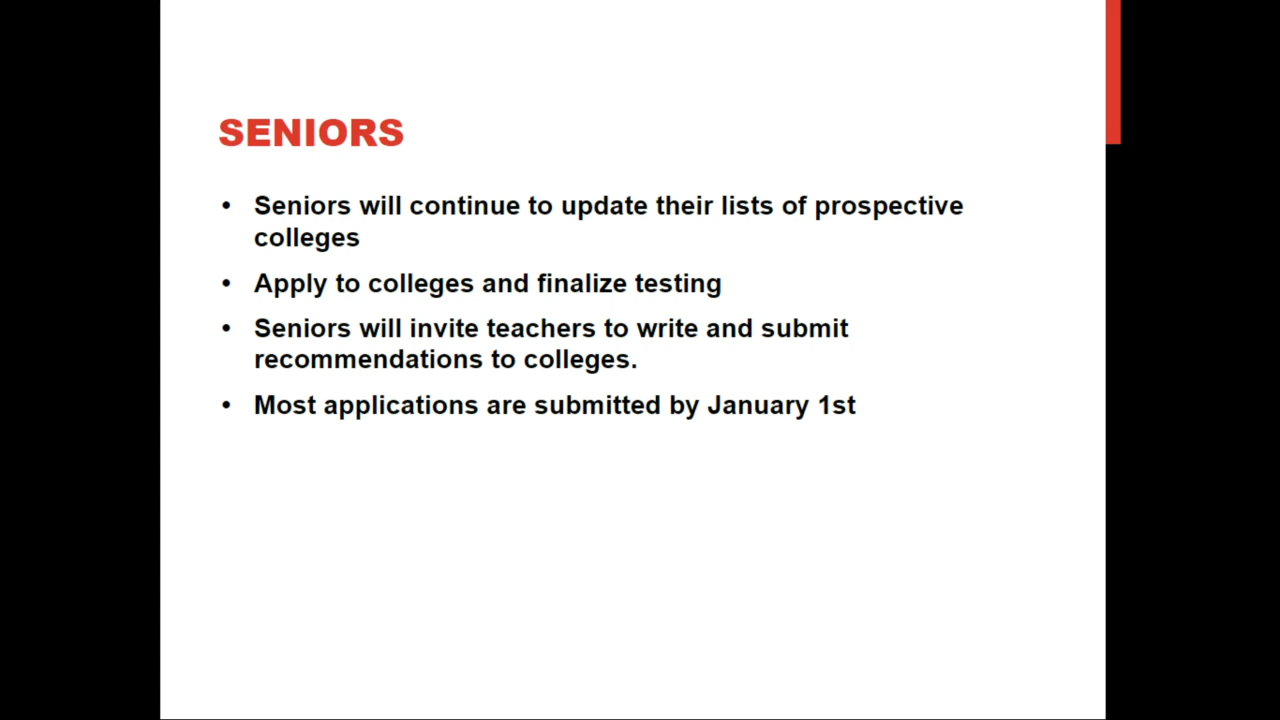 SENIORS
• Seniors will continue to update their lists of prospective
colleges
• Apply to colleges and finalize testing
• Seniors will invite teachers to write and submit
recommendations to colleges.
• Most applications are submitted by January 1st